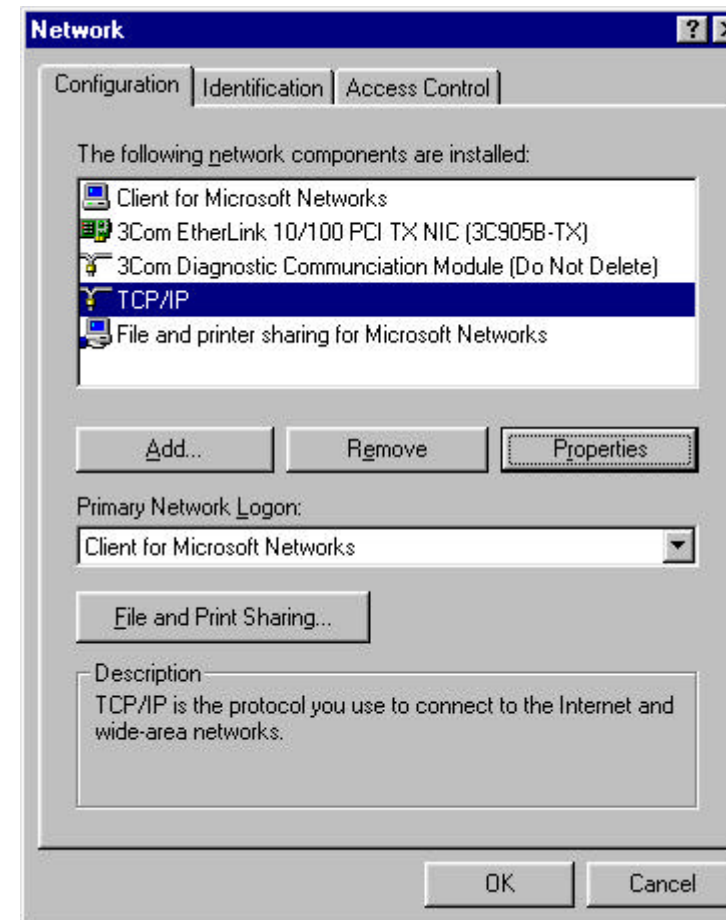 Network
Configuration Identification Access Control
The following network components are installed:
Client for Microsoft Networks
3Com EtherLink 10/100 PCI TX NIC (3C905B-TX)
3Com Diagnostic Communciation Module (Do Not Delete)
TCP/IP
File and printer sharing for Microsoft Networks
Add... Remove Properties
Primary Network Logon:
Client for Microsoft Networks
File and Print Sharing...
Description
TCP/IP is the protocol you use to connect to the Internet and
wide-area networks.
OK Cancel